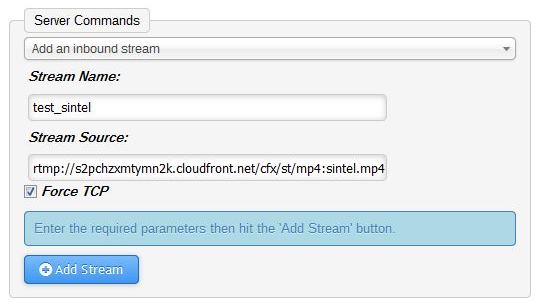 Server Commands
Add an inbound stream
Stream Name:
test_sintel
Stream Source:
rtmp://s2pchzxmtymn2k.cloudfront.net/cfx/st/mp4:sintel.mp4
Force TCP
Enter the required parameters then hit the 'Add Stream' button.
Add Stream